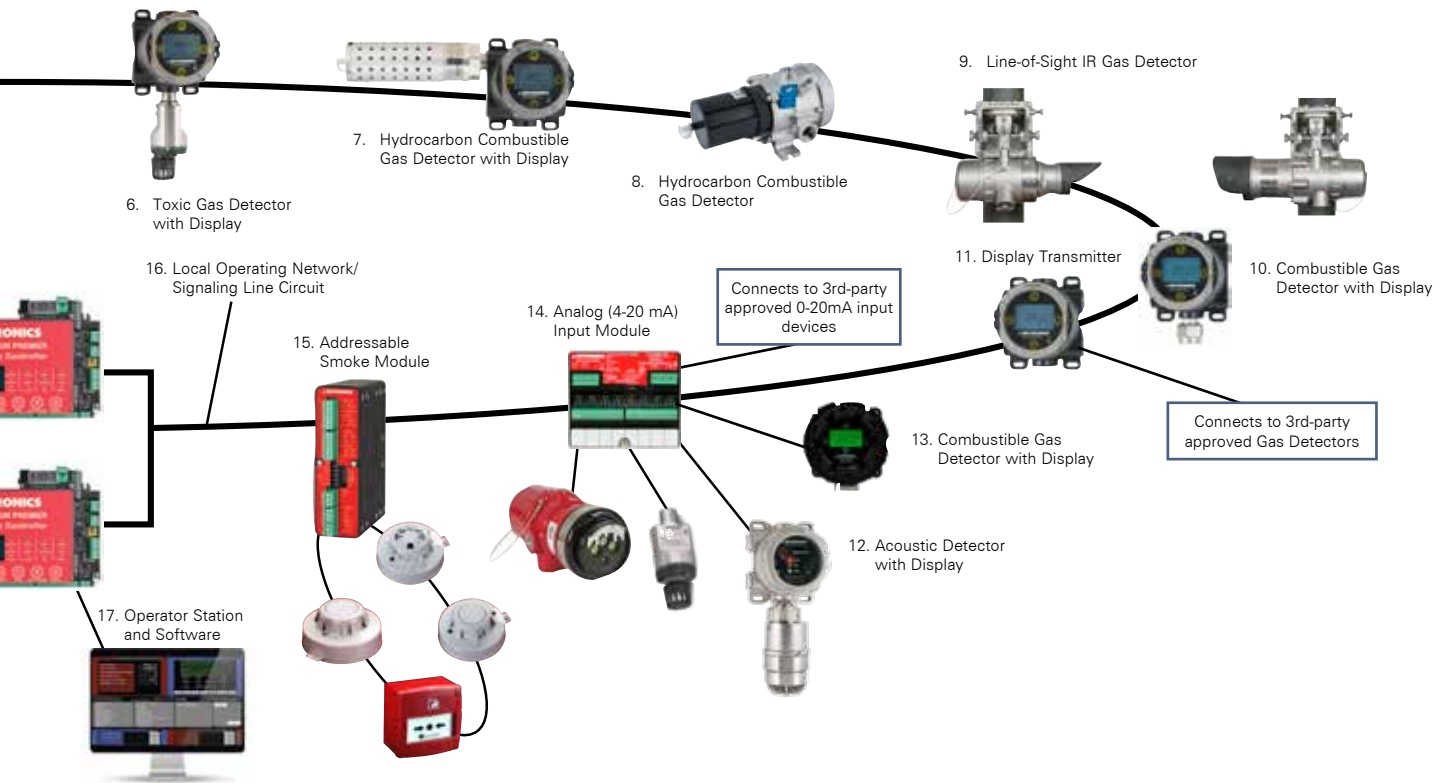 9. Line-of-Sight IR Gas Detector
7. Hydrocarbon Combustible
Gas Detector with Display
8. Hydrocarbon Combustible
Gas Detector
6. Toxic Gas Detector
with Display
16. Local Operating Network/
Signaling Line Circuit
11. Display Transmitter
10. Combustible Gas
Detector with Display
Connects to 3rd-party
approved 0-20mA input
devices
14. Analog (4-20 mA)
Input Module
15. Addressable
Smoke Module
RONICS
PREMIER
Connects to 3rd-party
approved Gas Detectors
13. Combustible Gas
Detector with Display
RONICS
PREMIER
12. Acoustic Detector
with Display
17. Operator Station
and Software